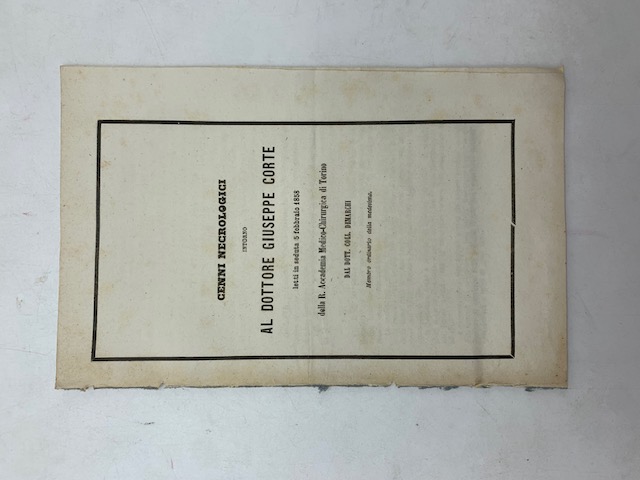 CENNI NECROLOGICI
INTORNO
AL DOTTORE GIUSEPPE CORTE
letti in seduta 5 febbraio 1858
dalla R. Accademia Medico-Chirurgica di Torino
DAL DOTT. COLL. DEMARCHI
Membro ordinario della medesima.